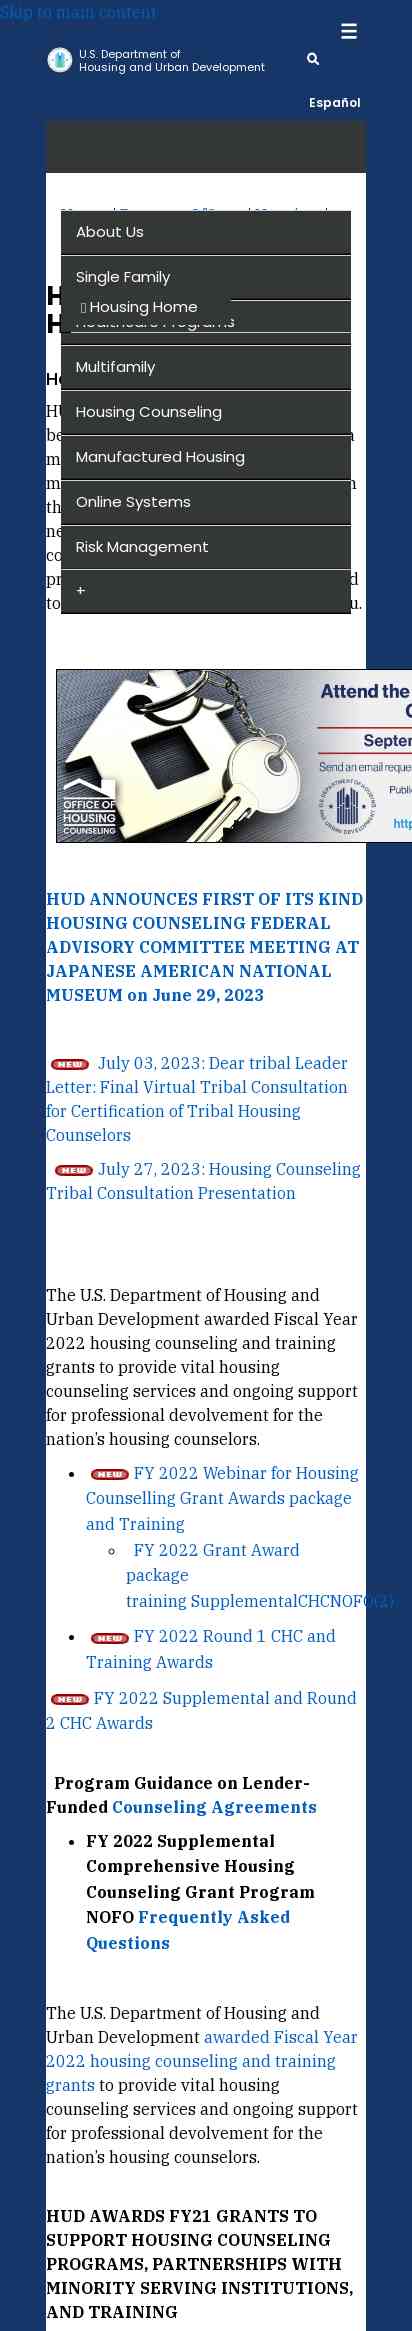 Skip to main content
U.S. Department of
Housing and Urban Development
Español
About Us
Single Family
Housing Home
Healthcare Programs
Multifamily
Housing Counseling
Manufactured Housing
Online Systems
Risk Management
+
Attend the
Septem
Send an email reque
OFFICE OF
HOUSING
COUNSELING
Publi
http
HUD ANNOUNCES FIRST OF ITS KIND
HOUSING COUNSELING FEDERAL
ADVISORY COMMITTEE MEETING AT
JAPANESE AMERICAN NATIONAL
MUSEUM on June 29, 2023
NEW July 03, 2023: Dear tribal Leader
Letter: Final Virtual Tribal Consultation
for Certification of Tribal Housing
Counselors
NEW July 27, 2023: Housing Counseling
Tribal Consultation Presentation
The U.S. Department of Housing and
Urban Development awarded Fiscal Year
2022 housing counseling and training
grants to provide vital housing
counseling services and ongoing support
for professional devolvement for the
nation’s housing counselors.
• NEW FY 2022 Webinar for Housing
Counselling Grant Awards package
and Training
◦ FY 2022 Grant Award
package
training SupplementalCHCNOFO(2)
• NEW FY 2022 Round 1 CHC and
Training Awards
NEW FY 2022 Supplemental and Round
2 CHC Awards
Program Guidance on Lender-
Funded Counseling Agreements
• FY 2022 Supplemental
Comprehensive Housing
Counseling Grant Program
NOFO Frequently Asked
Questions
The U.S. Department of Housing and
Urban Development awarded Fiscal Year
2022 housing counseling and training
grants to provide vital housing
counseling services and ongoing support
for professional devolvement for the
nation’s housing counselors.
HUD AWARDS FY21 GRANTS TO
SUPPORT HOUSING COUNSELING
PROGRAMS, PARTNERSHIPS WITH
MINORITY SERVING INSTITUTIONS,
AND TRAINING